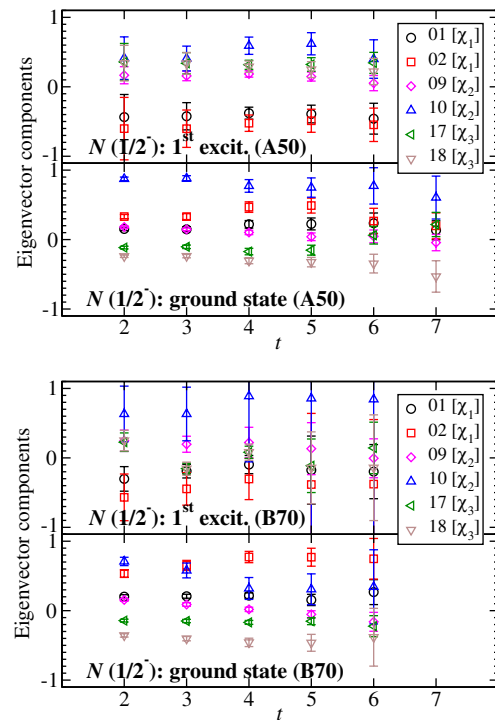 1
0
-1
Eigenvector components
01 [χ1]
02 [χ1]
09 [χ2]
10 [χ2]
17 [χ3]
18 [χ3]
N (1/2-): 1st excit. (A50)
1
0
-1
N (1/2-): ground state (A50)
2 3 4 5 6 7
t
1
0
-1
Eigenvector components
01 [χ1]
02 [χ1]
09 [χ2]
10 [χ2]
17 [χ3]
18 [χ3]
N (1/2-): 1st excit. (B70)
1
0
-1
N (1/2-): ground state (B70)
2 3 4 5 6 7
t